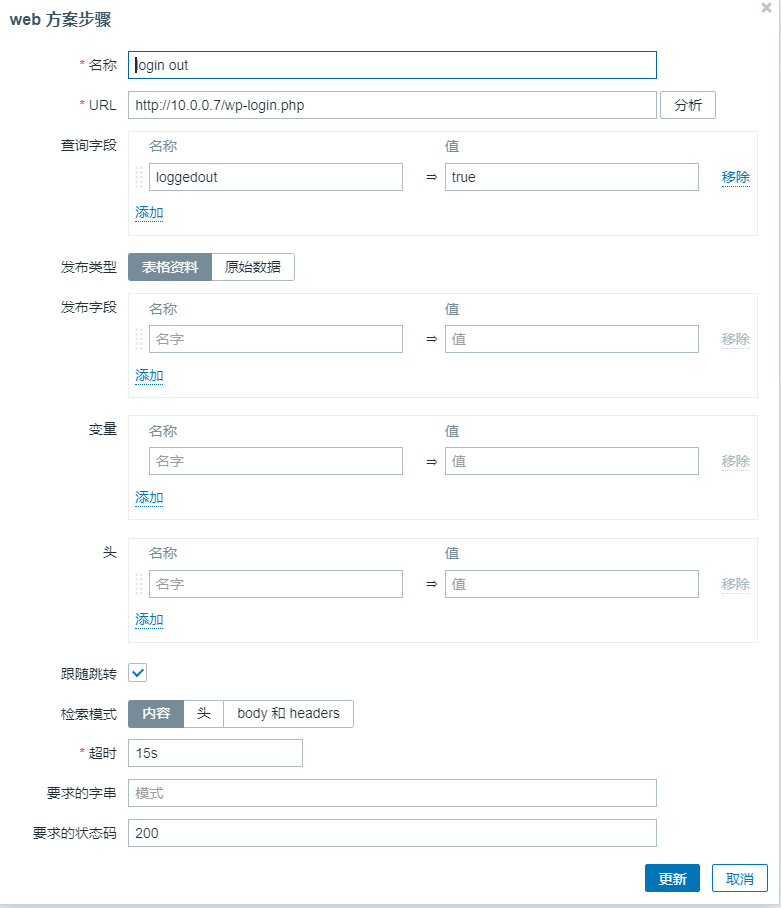 web 方案步骤
* 名称 login out
* URL http://10.0.0.7/wp-login.php 分析
查询字段 名称 值
loggedout ⇒ true 移除
添加
发布类型 表格资料 原始数据
发布字段 名称 值
名字 ⇒ 值 移除
添加
变量 名称 值
名字 ⇒ 值 移除
添加
头 名称 值
名字 ⇒ 值 移除
添加
跟随跳转
检索模式 内容 头 body 和 headers
* 超时 15s
要求的字串 模式
要求的状态码 200
更新 取消